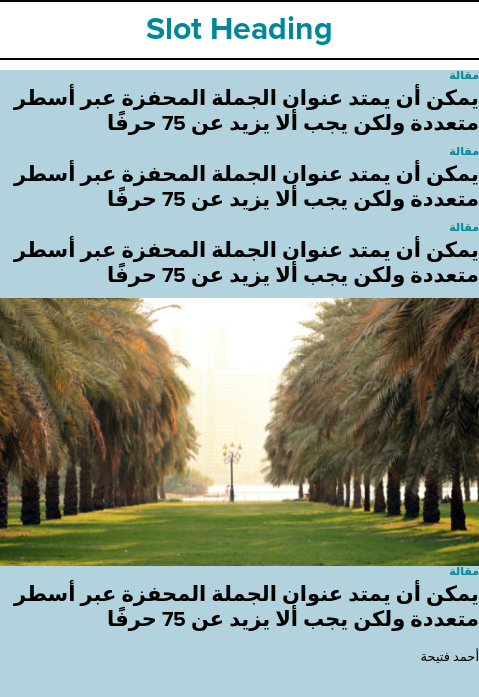 Slot Heading
مقالة
يمكن أن يمتد عنوان الجملة المحفزة عبر أسطر
متعددة ولكن يجب ألا يزيد عن 75 حرفًا
مقالة
يمكن أن يمتد عنوان الجملة المحفزة عبر أسطر
متعددة ولكن يجب ألا يزيد عن 75 حرفًا
مقالة
يمكن أن يمتد عنوان الجملة المحفزة عبر أسطر
متعددة ولكن يجب ألا يزيد عن 75 حرفًا
مقالة
يمكن أن يمتد عنوان الجملة المحفزة عبر أسطر
متعددة ولكن يجب ألا يزيد عن 75 حرفًا
أحمد فتيحة